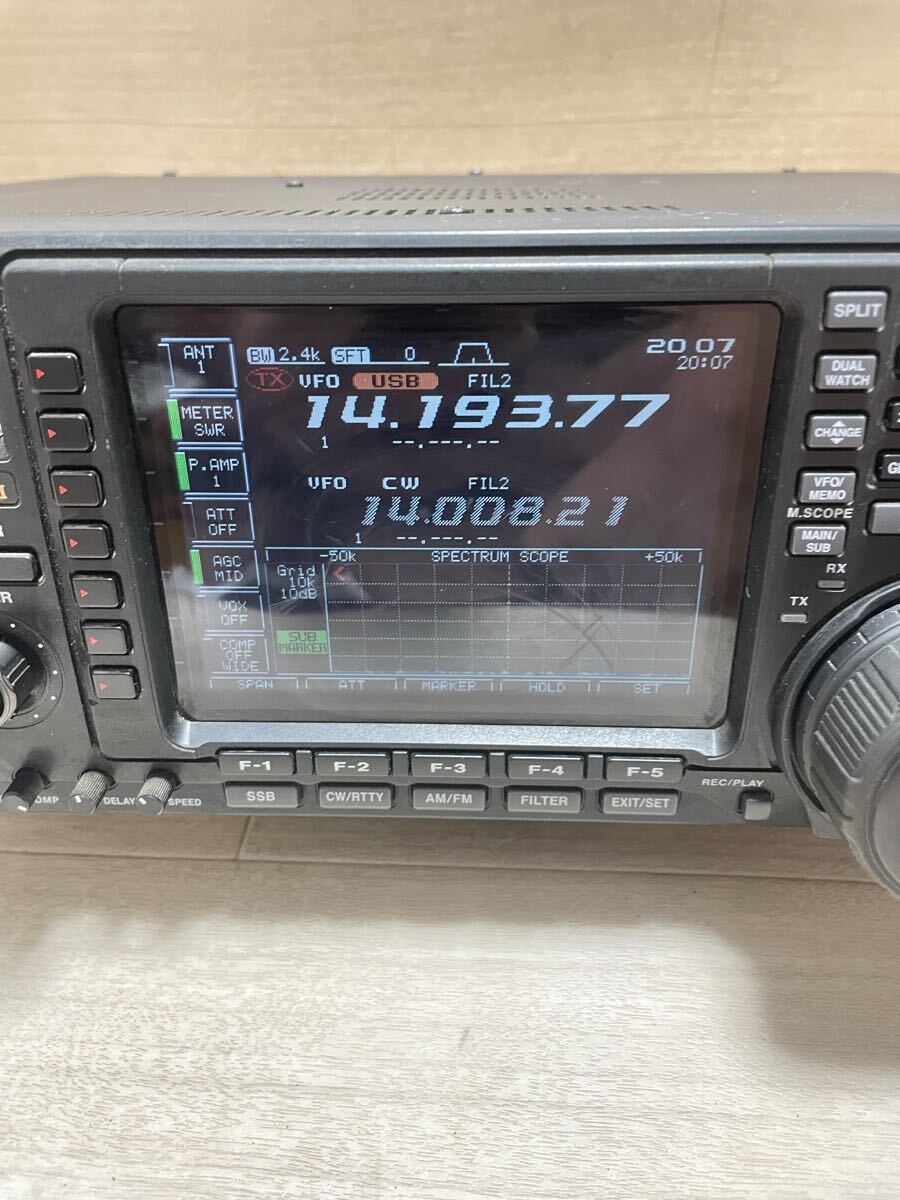 ANT
1
METER
SWR
P.AMP
1
ATT
OFF
AGC
MID
VOX
OFF
COMP
OFF
WIDE
BW 2.4k SFT 0
20 07
20:07
TX VFO USB FIL2
14.193.77
1 --.---.--
VFO CW FIL2
14.008.21
1 --.---.--
-50k SPECTRUM SCOPE +50k
Grid
10k
10dB
SUB
MARKER
SPAN ATT MARKER HOLD SET
F-1 F-2 F-3 F-4 F-5
SSB CW/RTTY AM/FM FILTER EXIT/SET
DELAY
SPEED
REC/PLAY
SPLIT
DUAL
WATCH
CHANGE
VFO/
MEMO
M.SCOPE
MAIN/
SUB
RX
TX